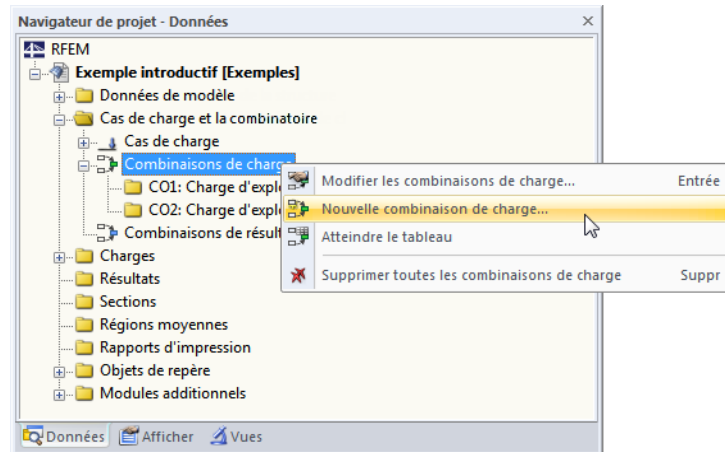 Navigateur de projet - Données
RFEM
Exemple introductif [Exemples]
Données de modèle
Cas de charge et la combinatoire
Cas de charge
Combinaisons de charge
CO1: Charge d'expl
CO2: Charge d'expl
Combinaisons de résult
Charges
Résultats
Sections
Régions moyennes
Rapports d'impression
Objets de repère
Modules additionnels
Modifier les combinaisons de charge... Entrée
Nouvelle combinaison de charge...
Atteindre le tableau
Supprimer toutes les combinaisons de charge Suppr
Données Afficher Vues